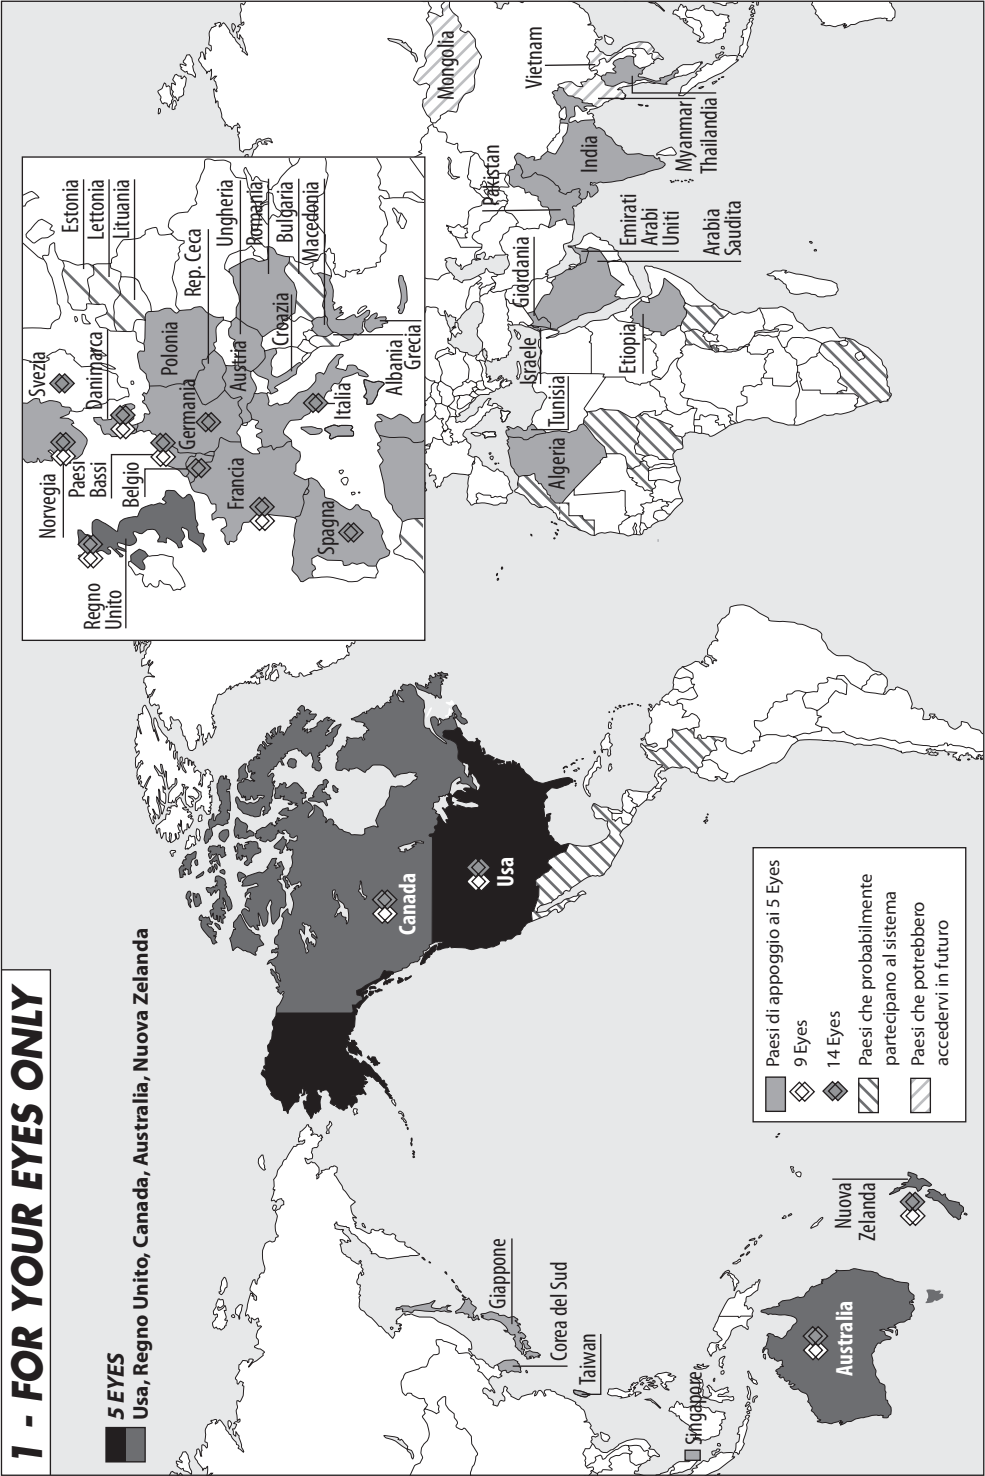 1 - FOR YOUR EYES ONLY
5 EYES
Usa, Regno Unito, Canada, Australia, Nuova Zelanda
Giappone
Corea del Sud
Taiwan
Singapore
Australia
Nuova
Zelanda
Canada
Usa
Paesi di appoggio ai 5 Eyes
9 Eyes
14 Eyes
Paesi che probabilmente
partecipano al sistema
Paesi che potrebbero
accedervi in futuro
Regno
Unito
Norvegia
Paesi
Bassi
Belgio
Svezia
Danimarca
Estonia
Lettonia
Lituania
Polonia
Germania
Rep. Ceca
Austria
Ungheria
Romania
Bulgaria
Macedonia
Croazia
Francia
Spagna
Italia
Albania
Grecia
Mongolia
Vietnam
Pakistan
India
Myanmar
Thailandia
Giordania
Israele
Tunisia
Algeria
Emirati
Arabi
Uniti
Arabia
Saudita
Etiopia